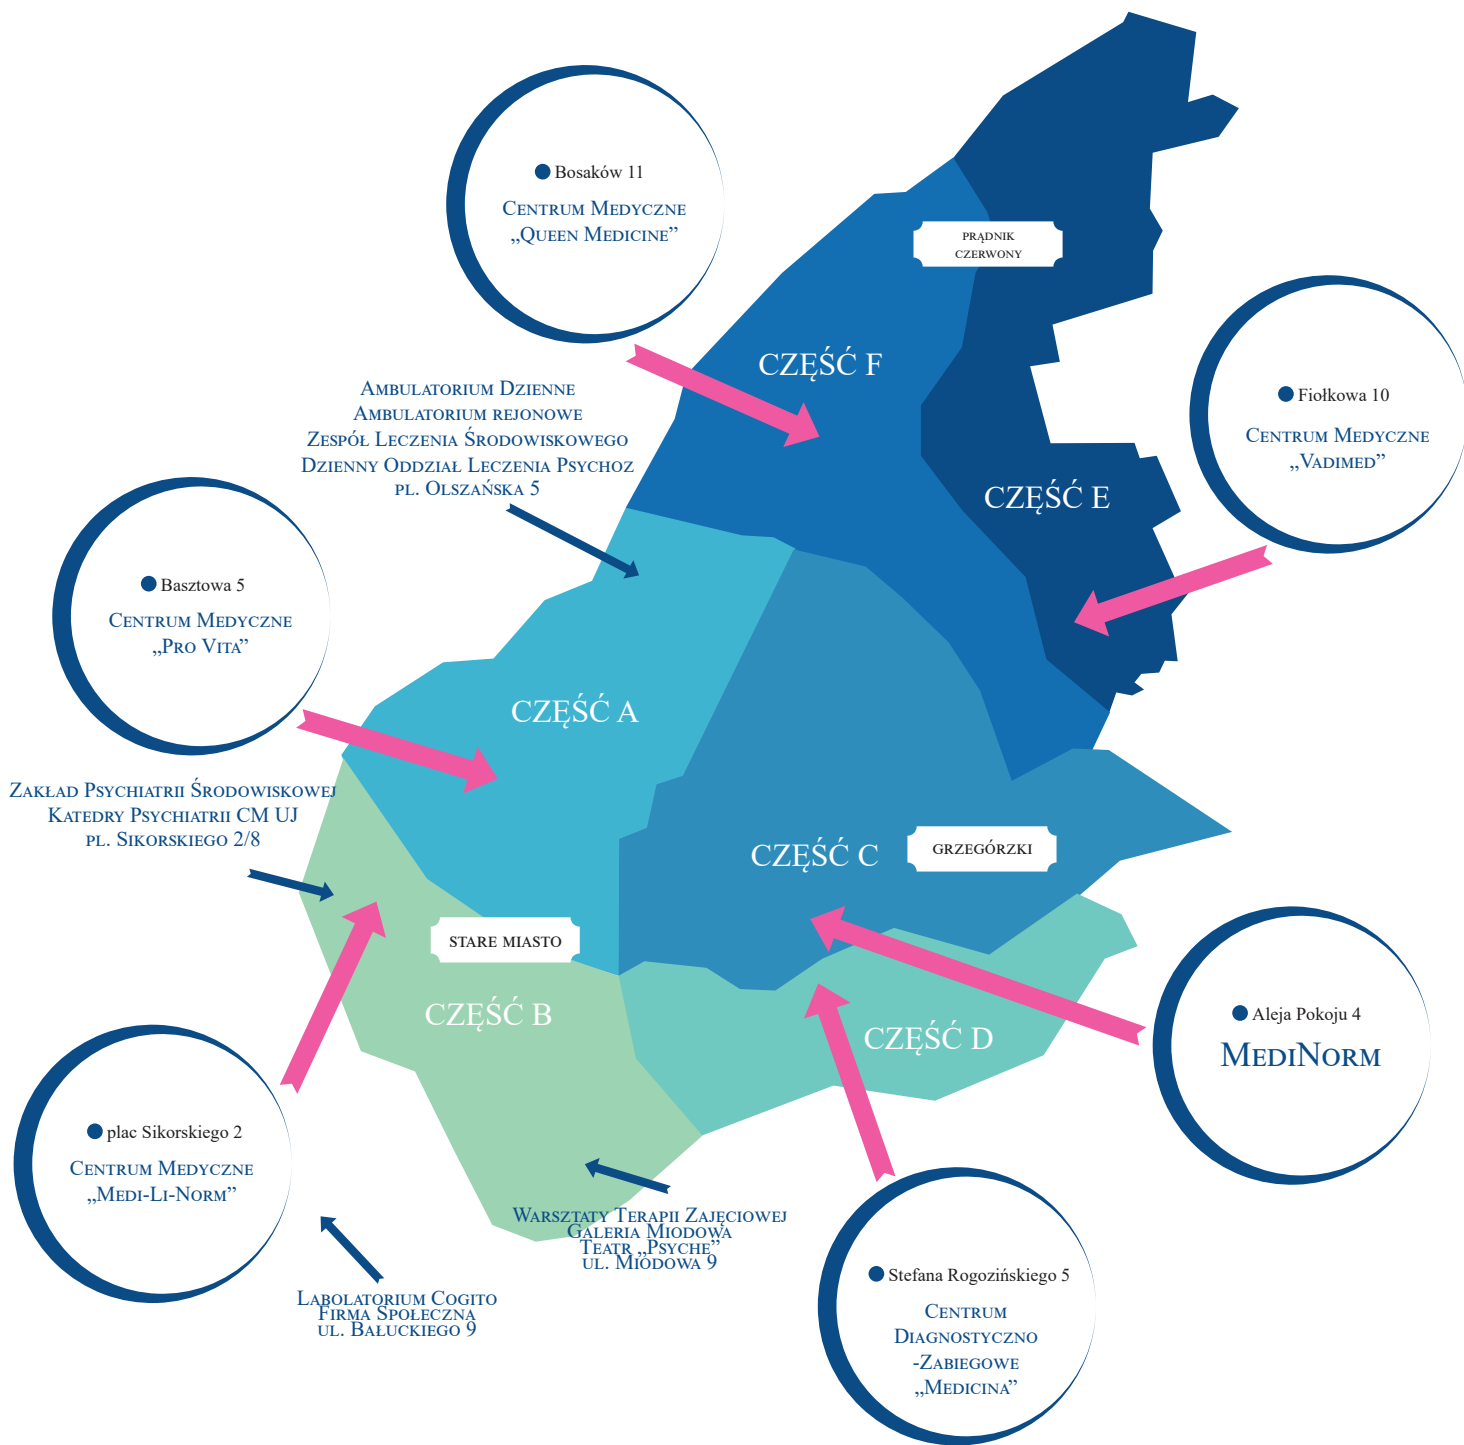 Bosaków 11
Centrum Medyczne
„Queen Medicine”
PRĄDNIK
CZERWONY
CZĘŚĆ F
Fiołkowa 10
Centrum Medyczne
„Vadimed”
Ambulatorium Dzienne
Ambulatorium rejonowe
Zespół Leczenia Środowiskowego
Dzienny Oddział Leczenia Psychoz
pl. Olszańska 5
CZĘŚĆ E
Basztowa 5
Centrum Medyczne
„Pro Vita”
CZĘŚĆ A
Zakład Psychiatrii Środowiskowej
Katedry Psychiatrii CM UJ
pl. Sikorskiego 2/8
CZĘŚĆ C
GRZEGÓRZKI
STARE MIASTO
CZĘŚĆ B
CZĘŚĆ D
Aleja Pokoju 4
MediNorm
plac Sikorskiego 2
Centrum Medyczne
„Medi-Li-Norm”
Warsztaty Terapii Zajęciowej
Galeria Miodowa
Teatr „Psyche”
ul. Miodowa 9
Labolatorium Cogito
Firma Społeczna
ul. Bałuckiego 9
Stefana Rogozińskiego 5
Centrum
Diagnostyczno
-Zabiegowe
„Medicina”